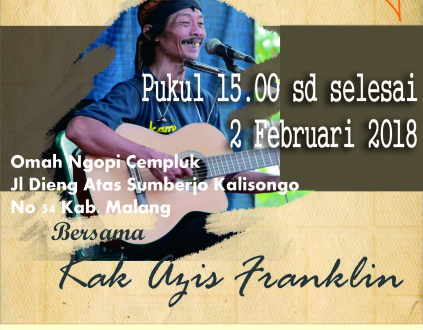 Pukul 15.00 sd selesai
2 Februari 2018
Omah Ngopi Cempluk
Jl Dieng Atas Sumberjo Kalisongo
No 54 Kab. Malang
Bersama
Kak Azis Franklin